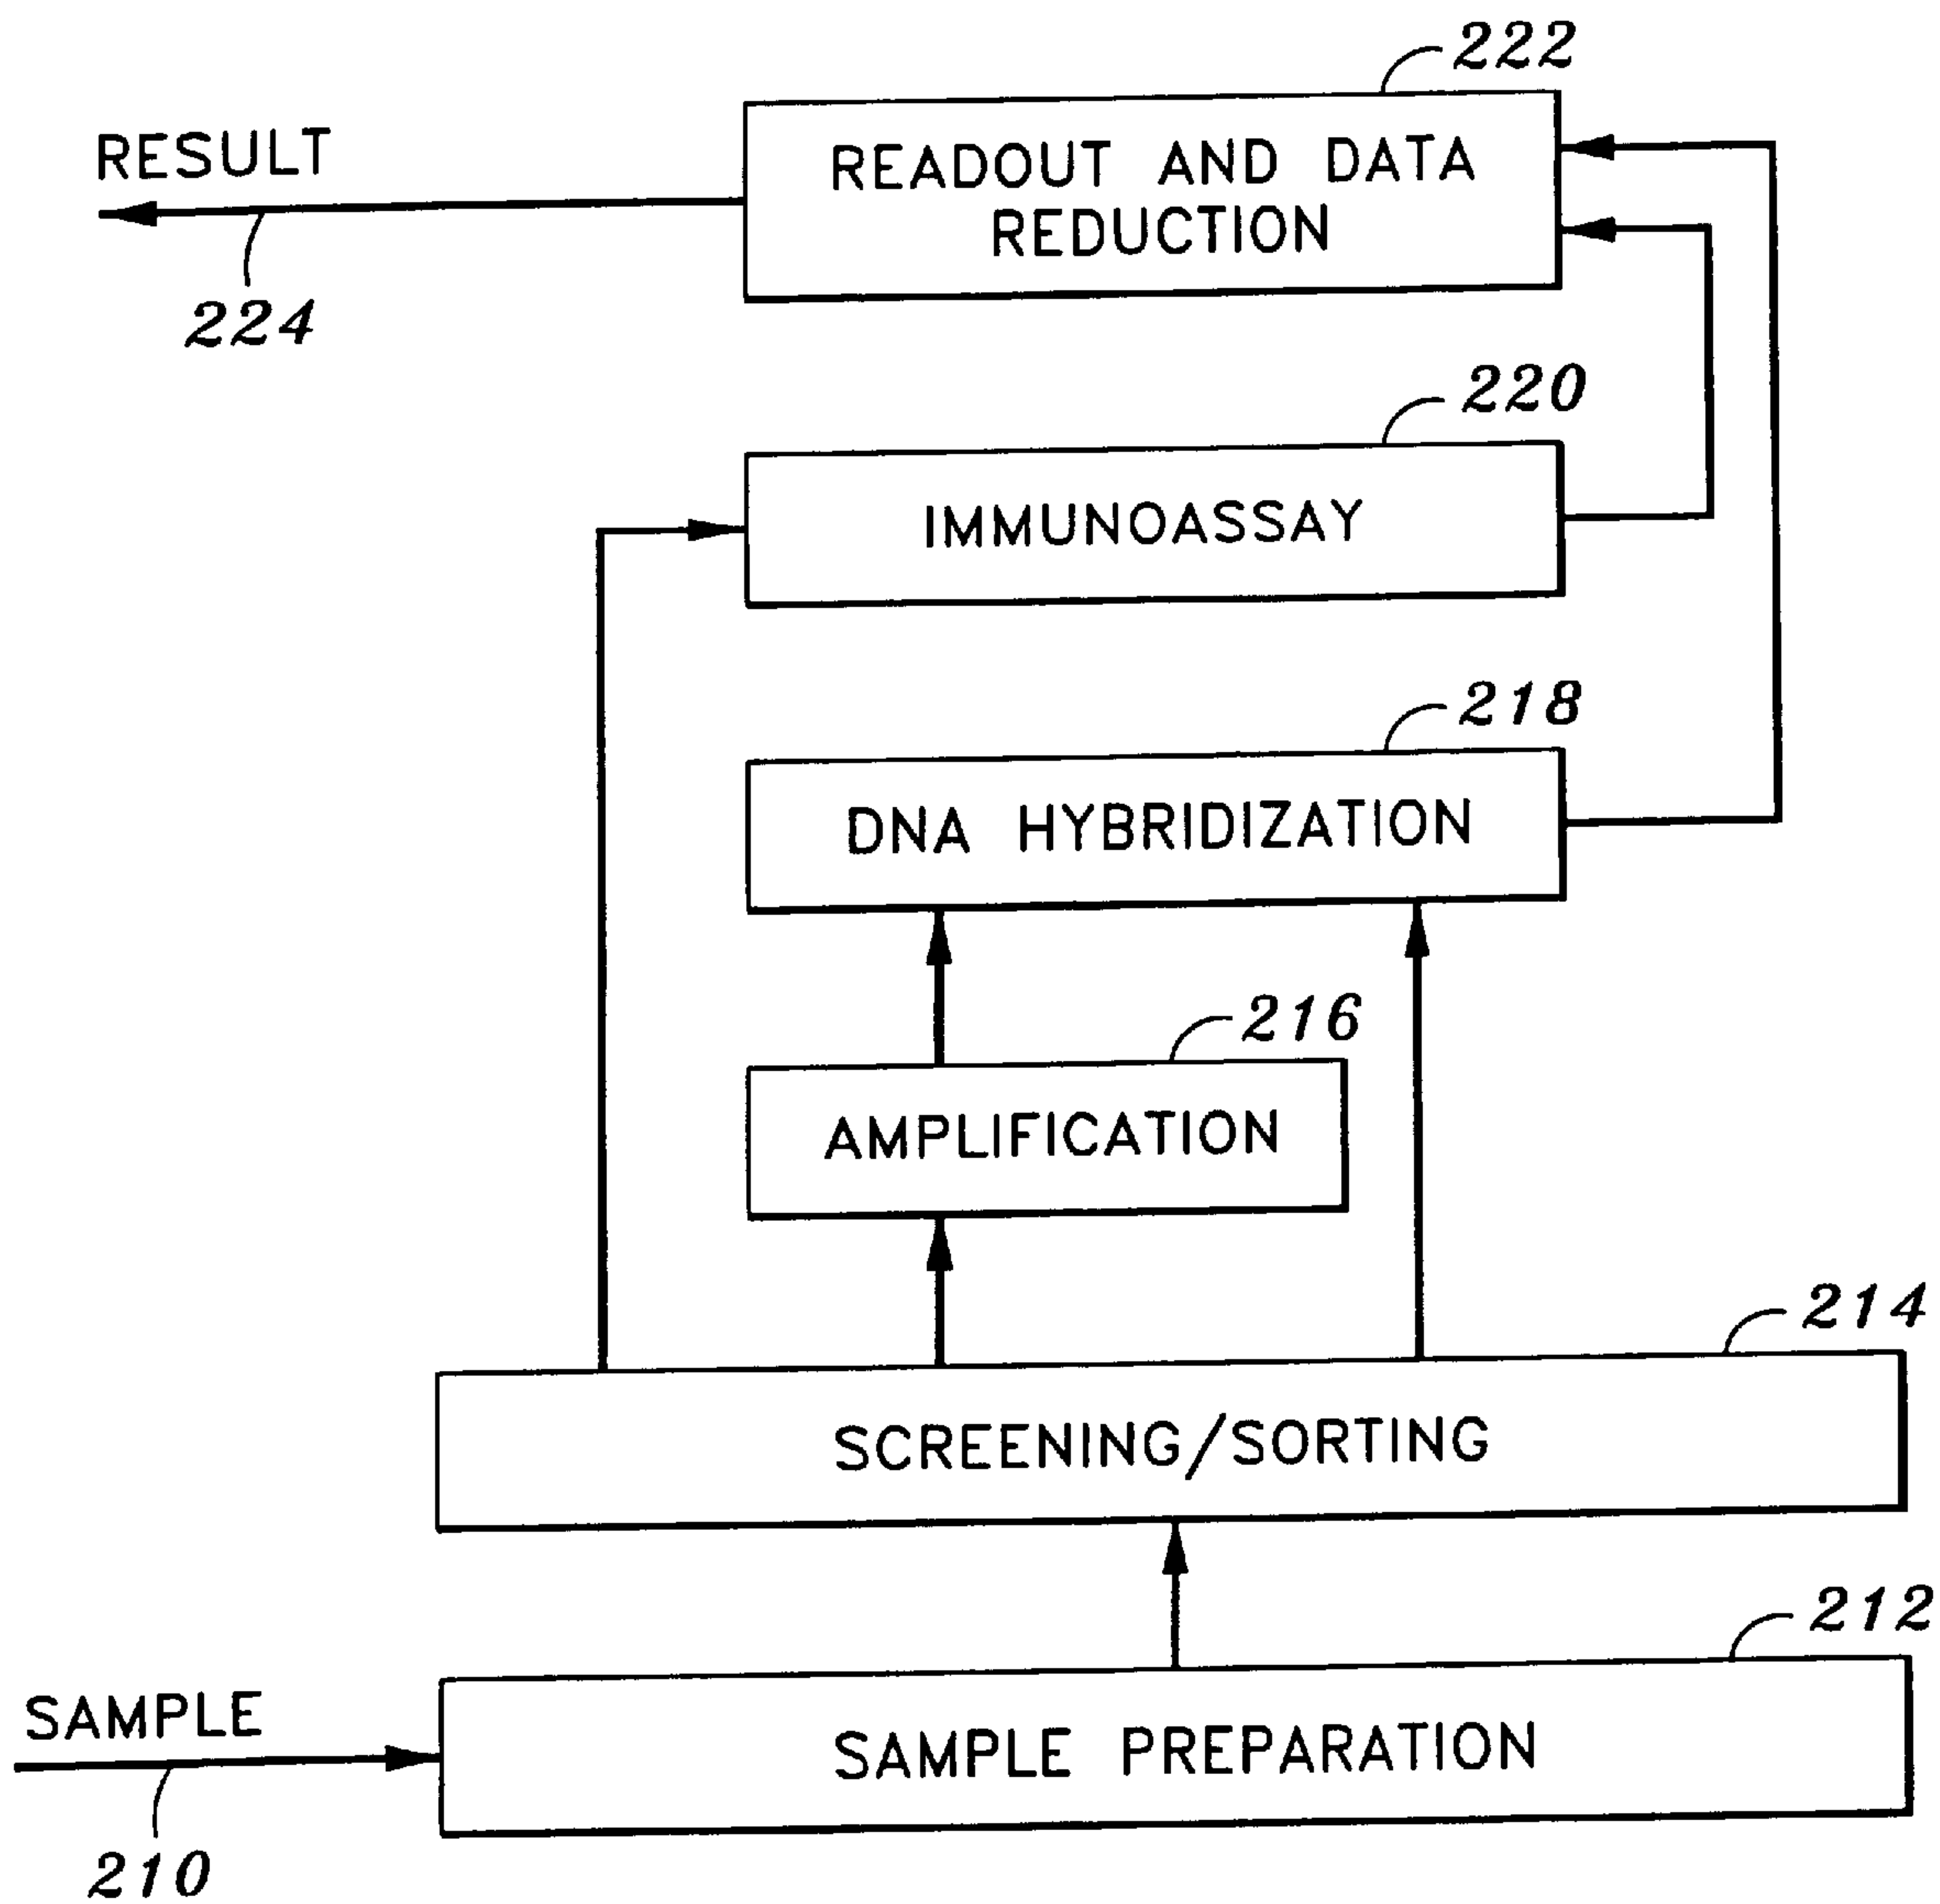 222
RESULT
READOUT AND DATA
REDUCTION
224
220
IMMUNOASSAY
218
DNA HYBRIDIZATION
216
AMPLIFICATION
214
SCREENING/SORTING
212
SAMPLE
SAMPLE PREPARATION
210